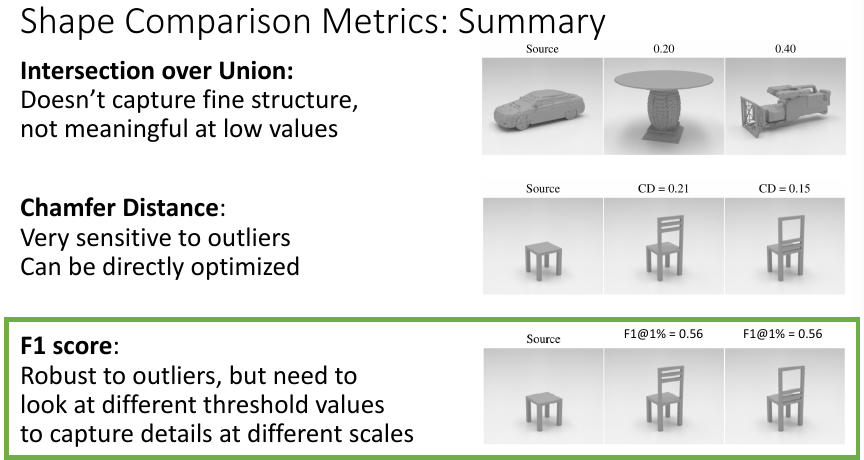 Shape Comparison Metrics: Summary
Intersection over Union:
Doesn't capture fine structure,
not meaningful at low values
Source 0.20 0.40
Chamfer Distance:
Very sensitive to outliers
Can be directly optimized
Source CD = 0.21 CD = 0.15
F1 score:
Robust to outliers, but need to
look at different threshold values
to capture details at different scales
Source F1@1% = 0.56 F1@1% = 0.56